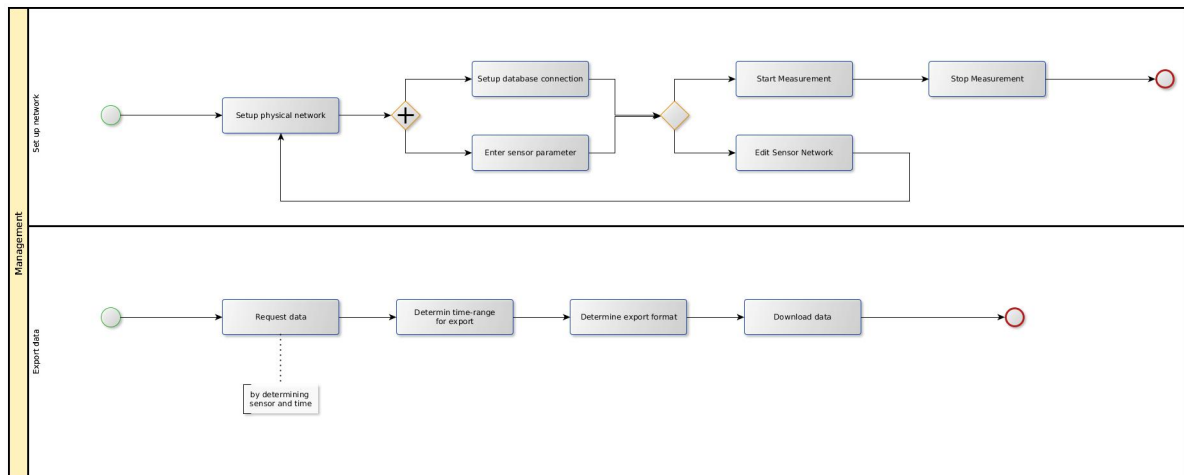 Management
Set up network
Setup physical network
Setup database connection
Enter sensor parameter
Start Measurement
Stop Measurement
Edit Sensor Network
Export data
Request data
by determining
sensor and time
Determin time-range
for export
Determine export format
Download data